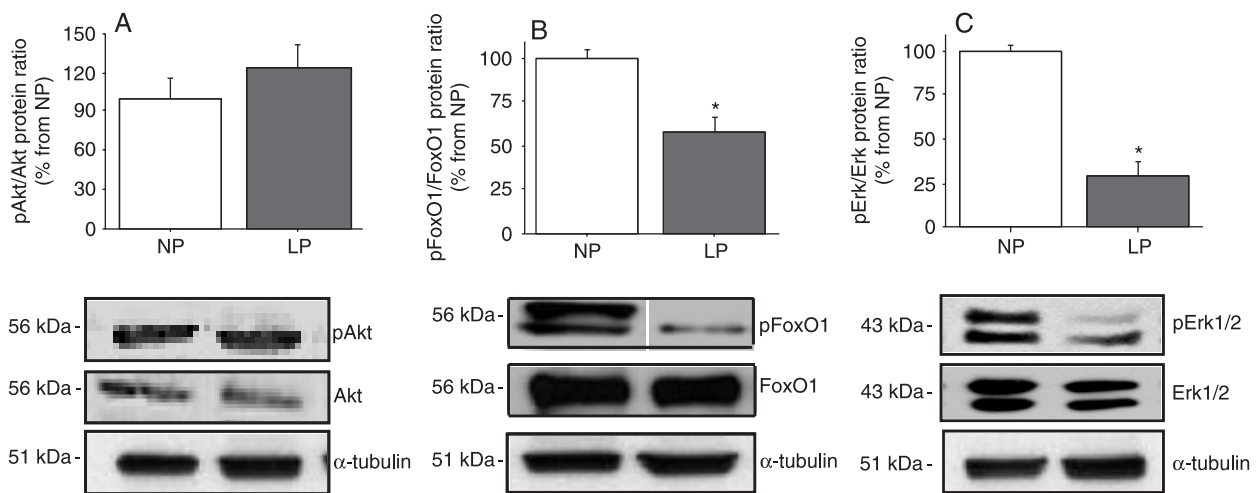 A
pAkt/Akt protein ratio
(% from NP)
150
120
90
60
30
0
NP
LP
56 kDa-
pAkt
56 kDa-
Akt
51 kDa-
α-tubulin
B
pFoxO1/FoxO1 protein ratio
(% from NP)
100
75
50
25
0
*
NP
LP
56 kDa-
pFoxO1
56 kDa-
FoxO1
51 kDa-
α-tubulin
C
pErk/Erk protein ratio
(% from NP)
100
75
50
25
0
*
NP
LP
43 kDa-
pErk1/2
43 kDa-
Erk1/2
51 kDa-
α-tubulin